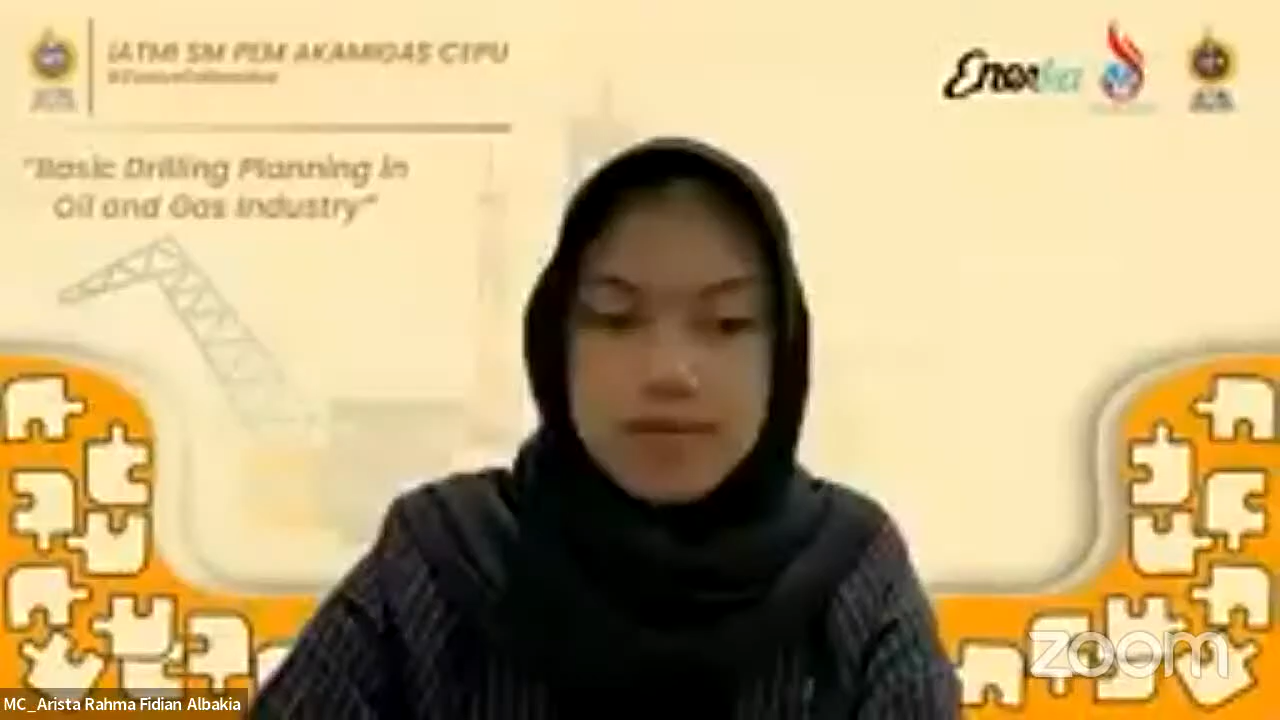 IATMI SM PEM AKAMIGAS CEPU
"Basic Drilling Planning in
Oil and Gas Industry"
zoom
MC_Arista Rahma Fidian Albakia